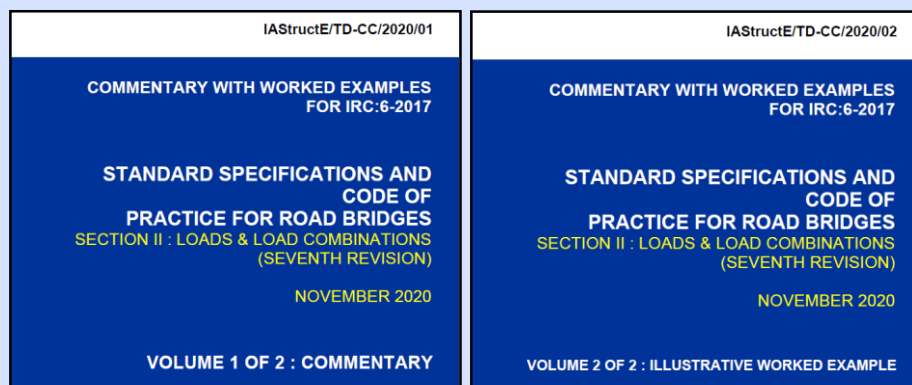 IAStructE/TD-CC/2020/01
COMMENTARY WITH WORKED EXAMPLES
FOR IRC:6-2017
STANDARD SPECIFICATIONS AND
CODE OF
PRACTICE FOR ROAD BRIDGES
SECTION II : LOADS & LOAD COMBINATIONS
(SEVENTH REVISION)
NOVEMBER 2020
VOLUME 1 OF 2 : COMMENTARY
IAStructE/TD-CC/2020/02
COMMENTARY WITH WORKED EXAMPLES
FOR IRC:6-2017
STANDARD SPECIFICATIONS AND
CODE OF
PRACTICE FOR ROAD BRIDGES
SECTION II : LOADS & LOAD COMBINATIONS
(SEVENTH REVISION)
NOVEMBER 2020
VOLUME 2 OF 2 : ILLUSTRATIVE WORKED EXAMPLE